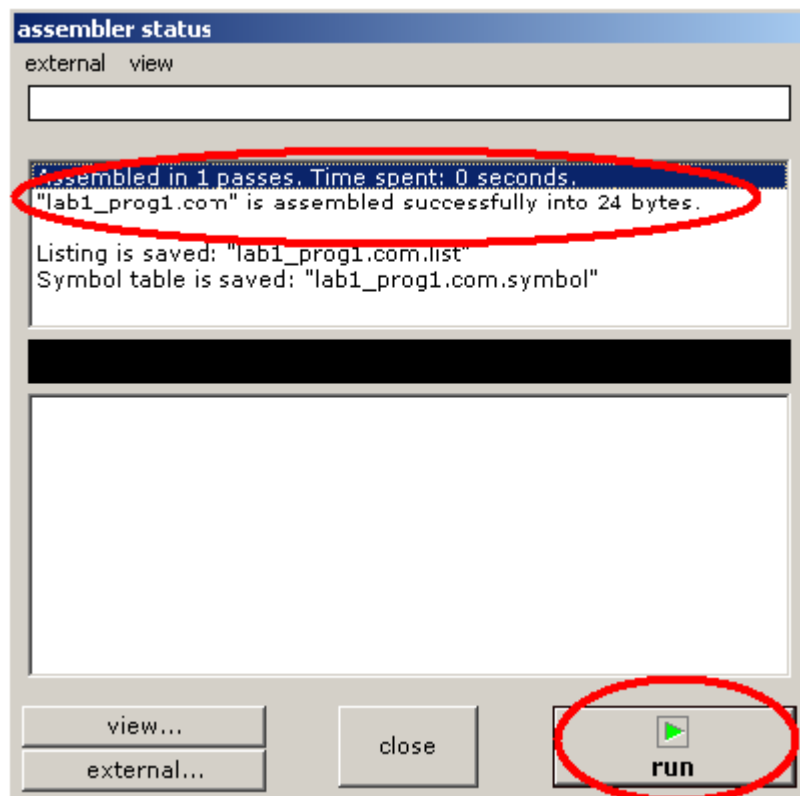 assembler status
external view
Assembled in 1 passes. Time spent: 0 seconds.
"lab1_prog1.com" is assembled successfully into 24 bytes.
Listing is saved: "lab1_prog1.com.list"
Symbol table is saved: "lab1_prog1.com.symbol"
view...
close
external...
run